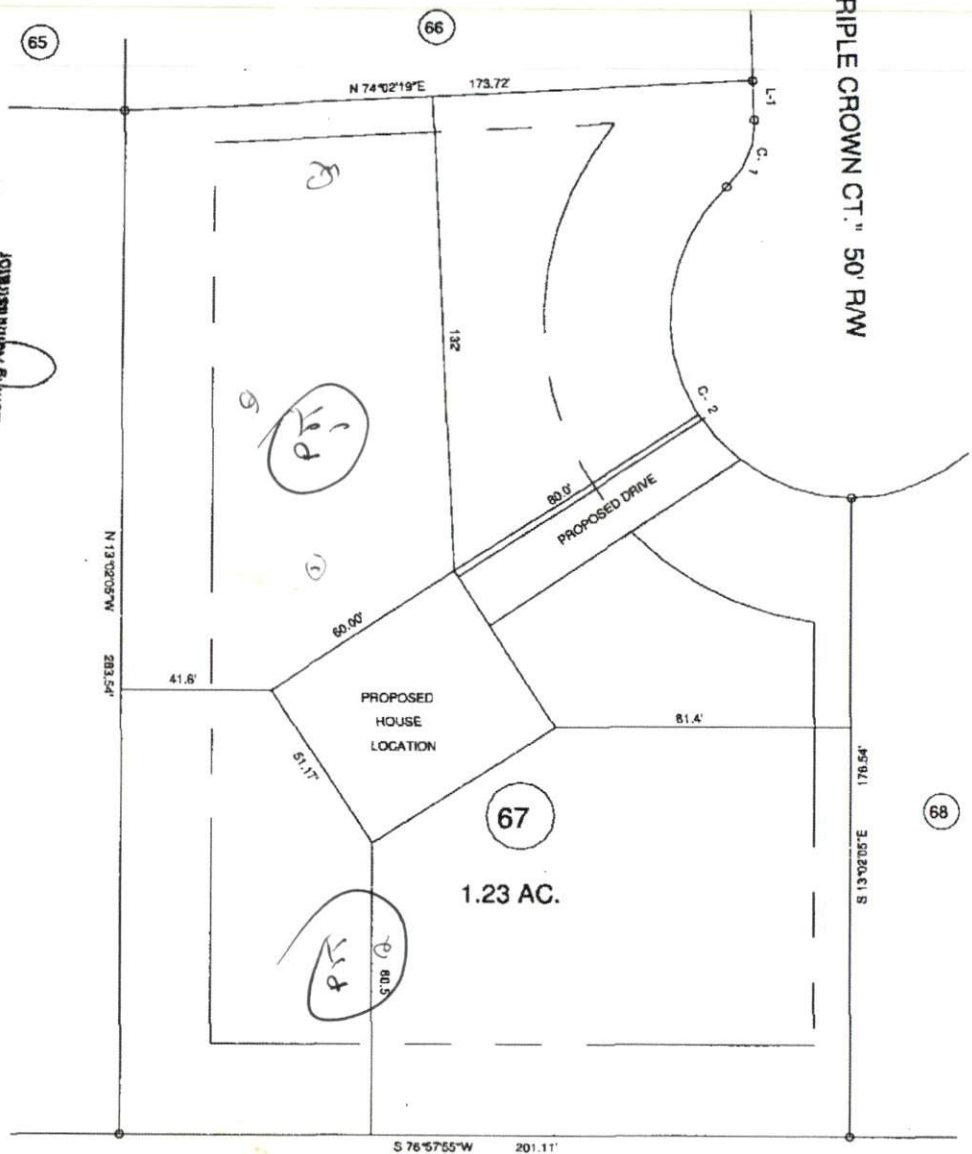 65
66
RIPLE CROWN CT." 50' R/W
N 74°02'19"E 173.72'
L-1
C. 1
132'
C- 2
80.0'
PROPOSED DRIVE
N 13°02'05"W 283.54'
60.00'
41.6'
PROPOSED
HOUSE
LOCATION
81.4'
51.17'
S 13°02'05"E 176.54'
67
68
1.23 AC.
80.5
S 76°57'55"W 201.11'